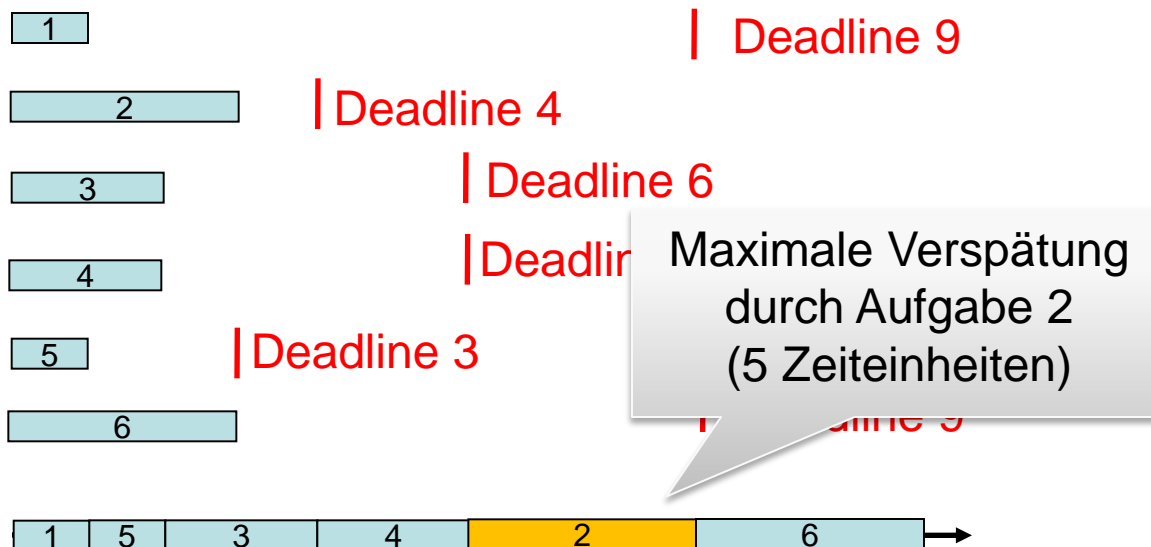 1
Deadline 9
2
Deadline 4
3
Deadline 6
4
5
Deadline 3
6
9
Maximale Verspätung
durch Aufgabe 2
(5 Zeiteinheiten)
1 5 3 4 2 6